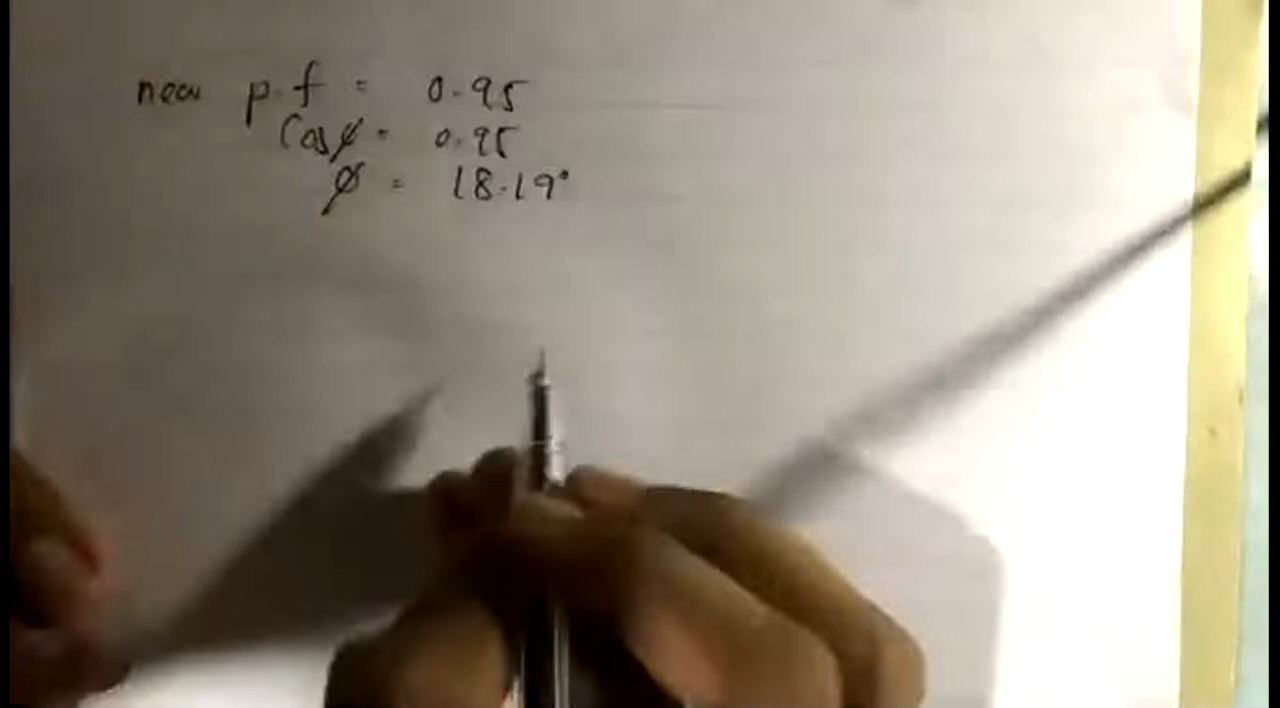 new p.f = 0.95
Cosφ = 0.95
φ = 18.19°